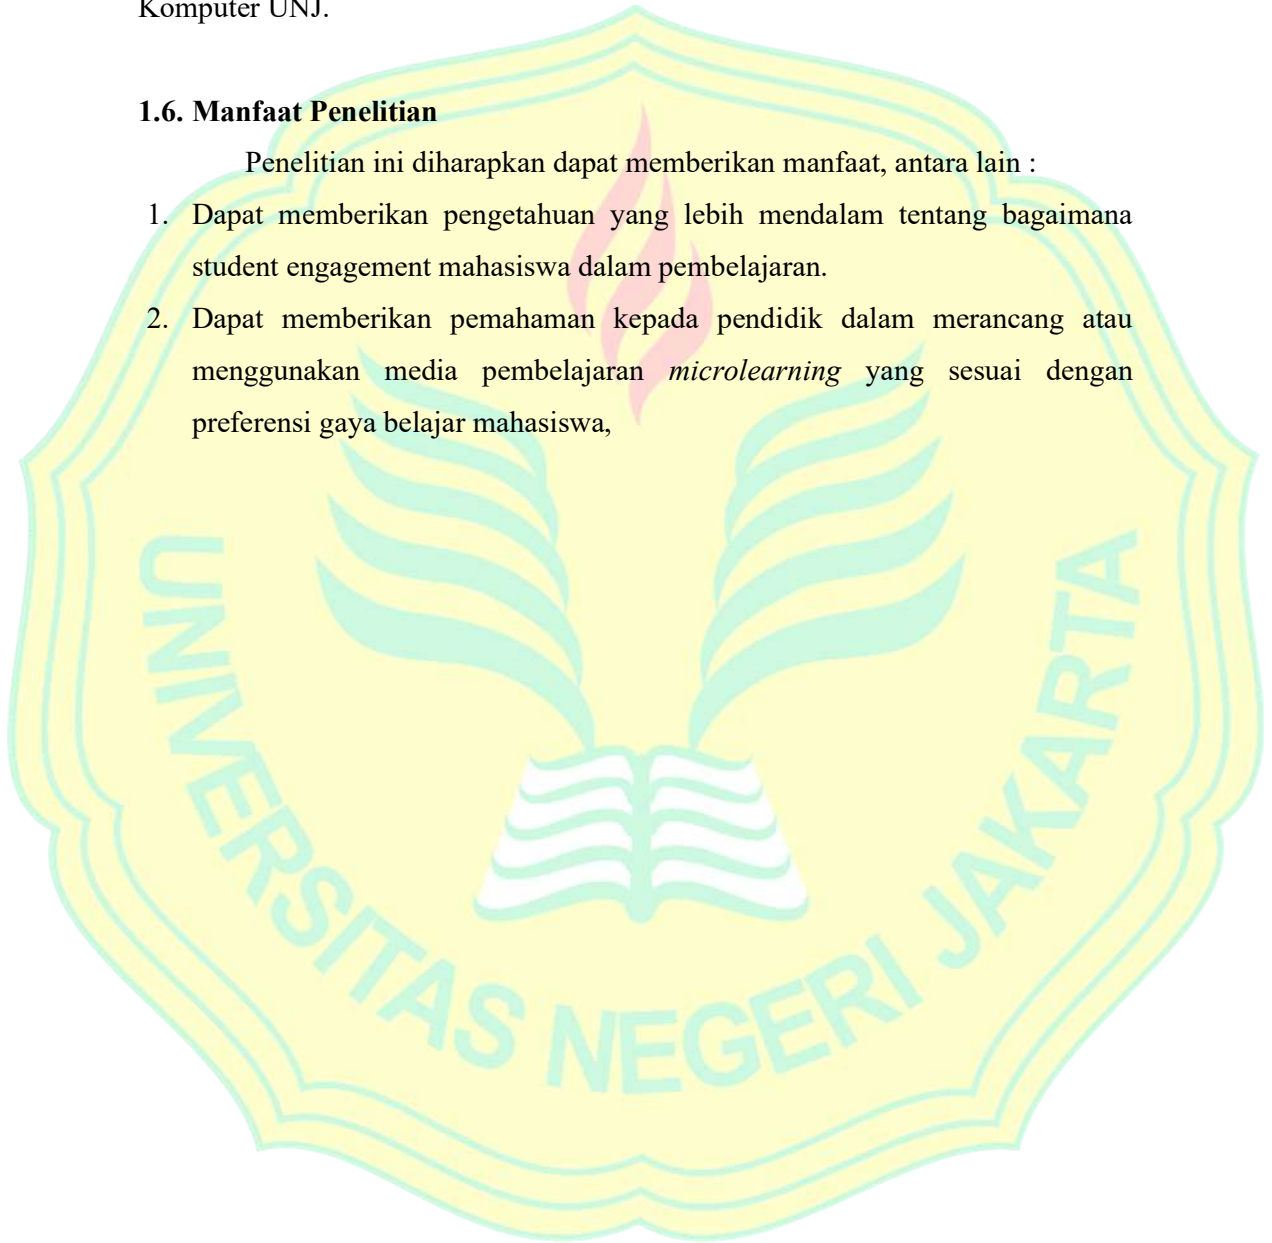 Komputer UNJ.
1.6. Manfaat Penelitian
Penelitian ini diharapkan dapat memberikan manfaat, antara lain :
1. Dapat memberikan pengetahuan yang lebih mendalam tentang bagaimana
student engagement mahasiswa dalam pembelajaran.
2. Dapat memberikan pemahaman kepada pendidik dalam merancang atau
menggunakan media pembelajaran microlearning yang sesuai dengan
preferensi gaya belajar mahasiswa,
UNIVERSITAS NEGERI JAKARTA